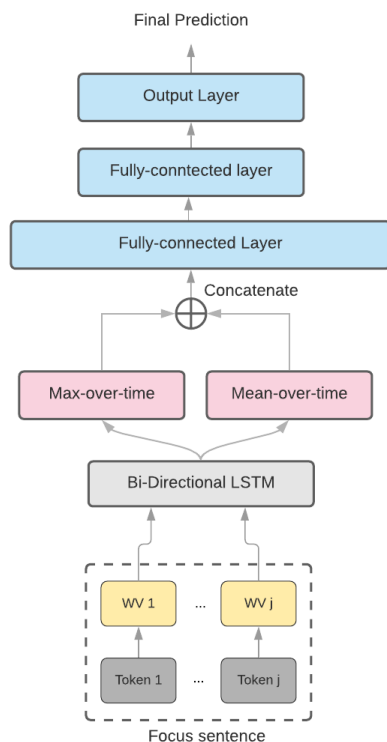 Final Prediction
Output Layer
Fully-conntected layer
Fully-connected Layer
Concatenate
Max-over-time
Mean-over-time
Bi-Directional LSTM
WV 1 ... WV j
Token 1 ... Token j
Focus sentence